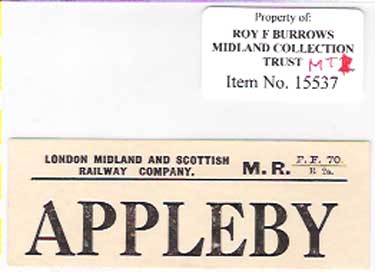 Property of:
ROY F BURROWS
MIDLAND COLLECTION
TRUST MT
Item No. 15537
LONDON MIDLAND AND SCOTTISH
RAILWAY COMPANY.
M. R.
F. F. 70.
R 2a.
APPLEBY